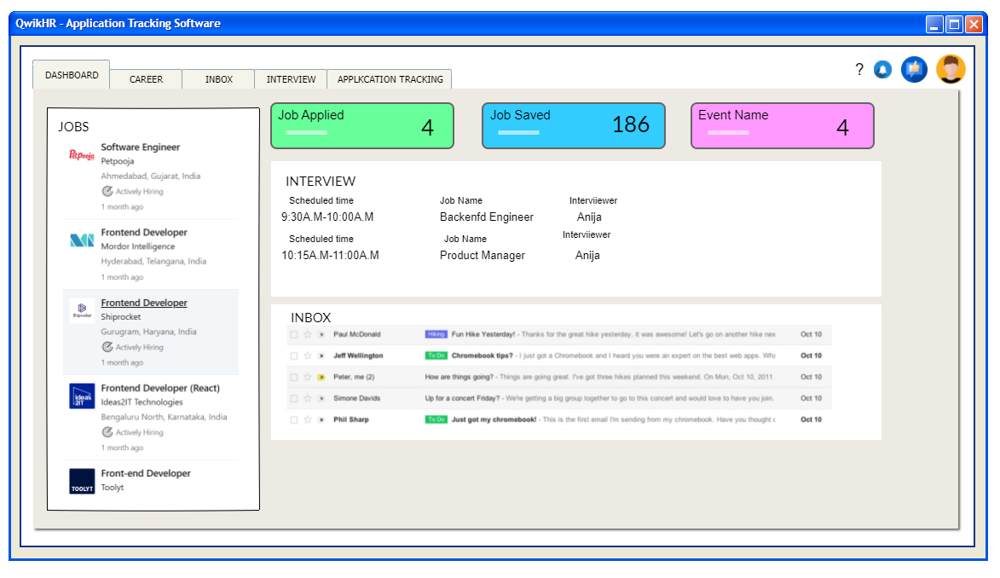 QwikHR - Application Tracking Software
DASHBOARD
CAREER
INBOX
INTERVIEW
APPLKCATION TRACKING
?
JOBS
Petpooja
Software Engineer
Petpooja
Ahmedabad, Gujarat, India
Actively Hiring
1 month ago
Frontend Developer
Mordor Intelligence
Hyderabad, Telangana, India
1 month ago
Shiprocket
Frontend Developer
Shiprocket
Gurugram, Haryana, India
Actively Hiring
1 month ago
ideas2IT
Frontend Developer (React)
Ideas2IT Technologies
Bengaluru North, Karnataka, India
Actively Hiring
1 month ago
TOOLYT
Front-end Developer
Toolyt
Job Applied
4
Job Saved
186
Event Name
4
INTERVIEW
Scheduled time Job Name Interviiewer
9:30A.M-10:00A.M Backenfd Engineer Anija
Scheduled time Job Name Interviiewer
10:15A.M-11:00A.M Product Manager Anija
INBOX
Paul McDonald Hiking Fun Hike Yesterday! - Thanks for the great hike yesterday, it was awesome! Let's go on another hike nex Oct 10
Jeff Wellington To Do Chromebook tips? - I just got a Chromebook and I heard you were an expert on the best web apps. Wha Oct 10
Peter, me (2) How are things going? - Things are going great. I've got three hikes planned this weekend. On Mon, Oct 10, 2011 Oct 10
Simone Davids Up for a concert Friday? - We're getting a big group together to go to this concert and would love to have you join. Oct 10
Phil Sharp To Do Just got my chromebook! - This is the first email I'm sending from my chromebook. Have you thought Oct 10